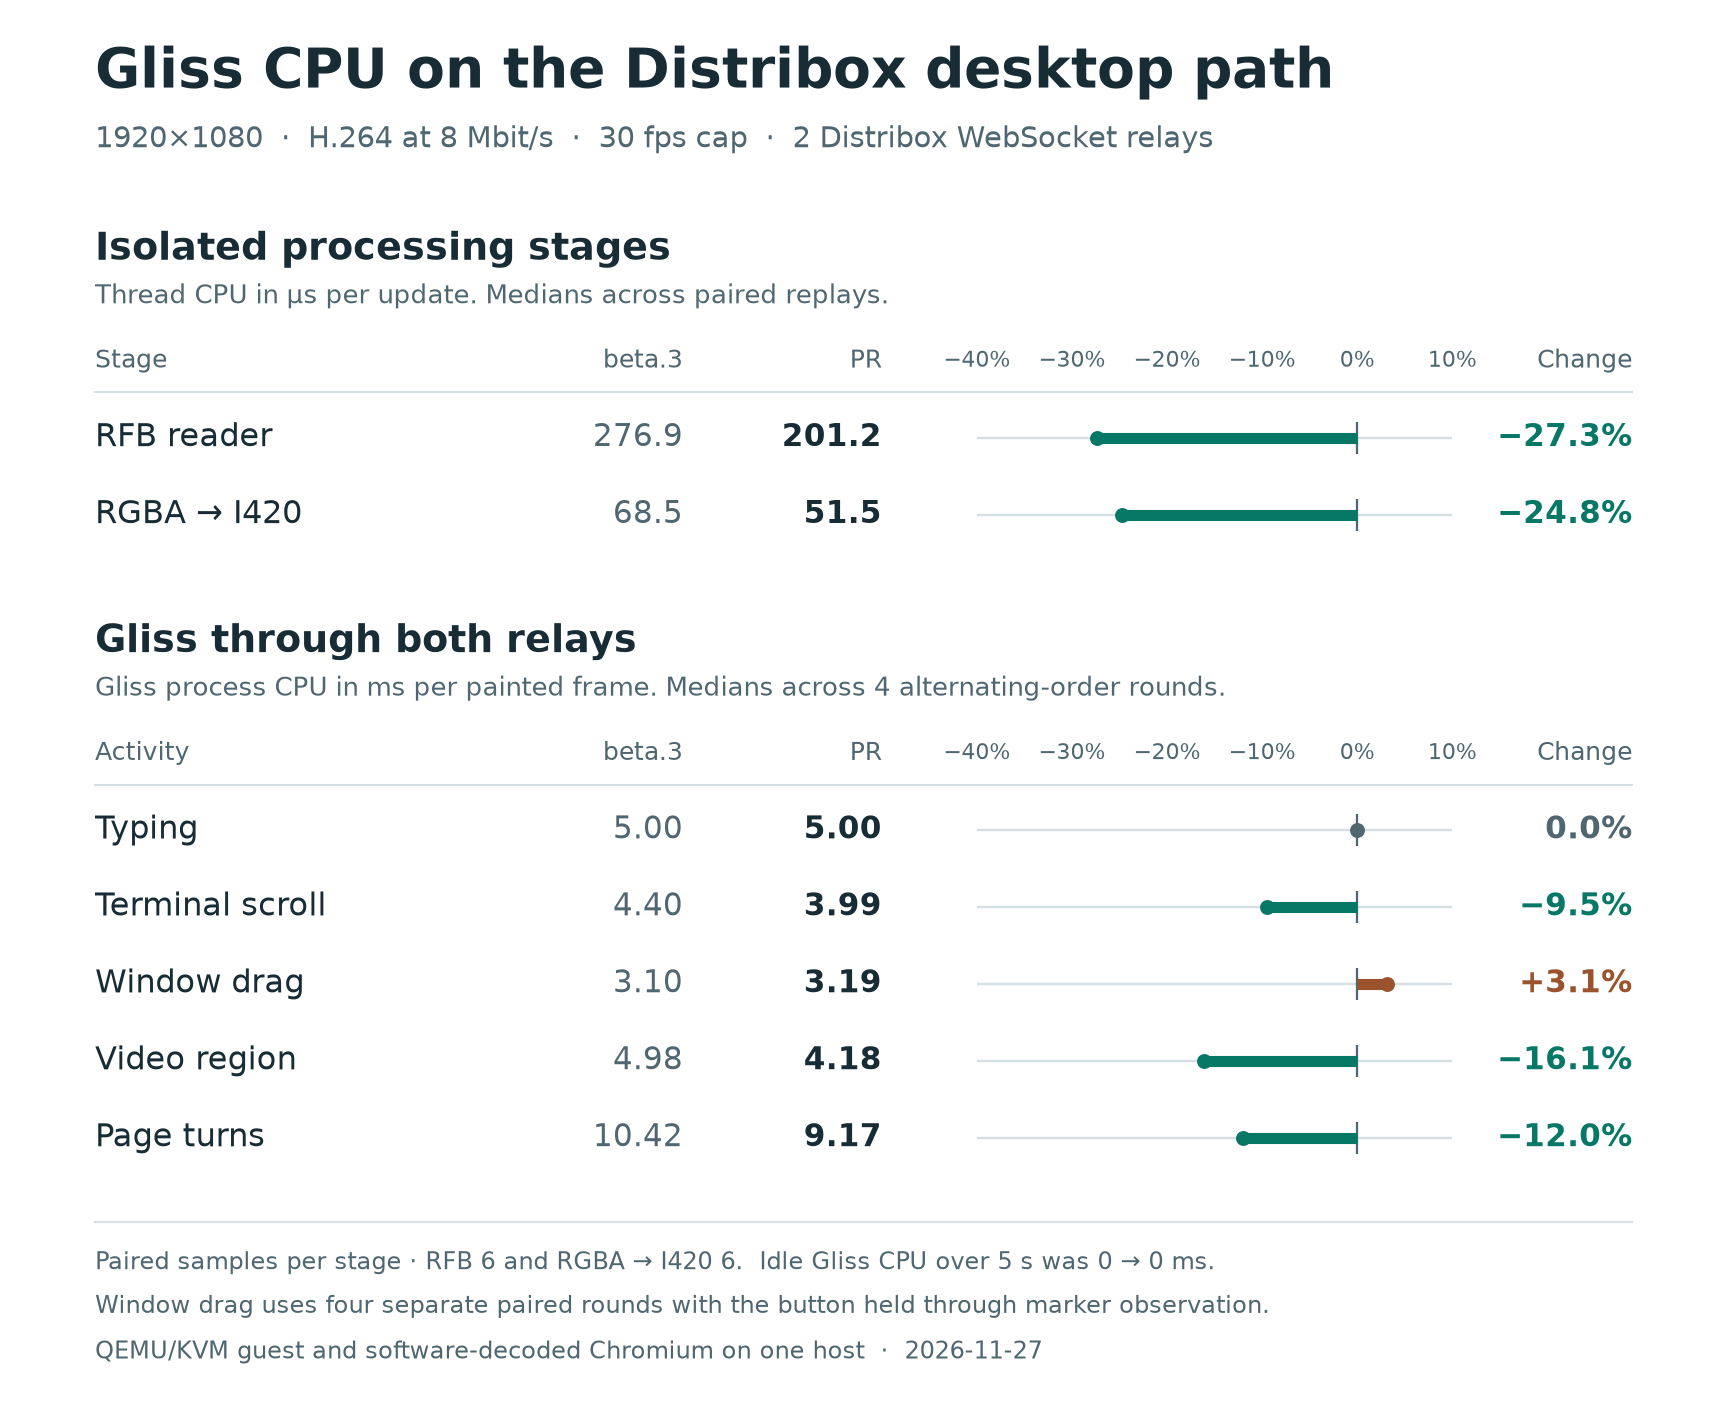 Gliss CPU on the Distribox desktop path
1920×1080 · H.264 at 8 Mbit/s · 30 fps cap · 2 Distribox WebSocket relays
Isolated processing stages
Thread CPU in µs per update. Medians across paired replays.
Stage beta.3 PR −40% −30% −20% −10% 0% 10% Change
RFB reader 276.9 201.2 −27.3%
RGBA → I420 68.5 51.5 −24.8%
Gliss through both relays
Gliss process CPU in ms per painted frame. Medians across 4 alternating-order rounds.
Activity beta.3 PR −40% −30% −20% −10% 0% 10% Change
Typing 5.00 5.00 0.0%
Terminal scroll 4.40 3.99 −9.5%
Window drag 3.10 3.19 +3.1%
Video region 4.98 4.18 −16.1%
Page turns 10.42 9.17 −12.0%
Paired samples per stage · RFB 6 and RGBA → I420 6. Idle Gliss CPU over 5 s was 0 → 0 ms.
Window drag uses four separate paired rounds with the button held through marker observation.
QEMU/KVM guest and software-decoded Chromium on one host · 2026-11-27